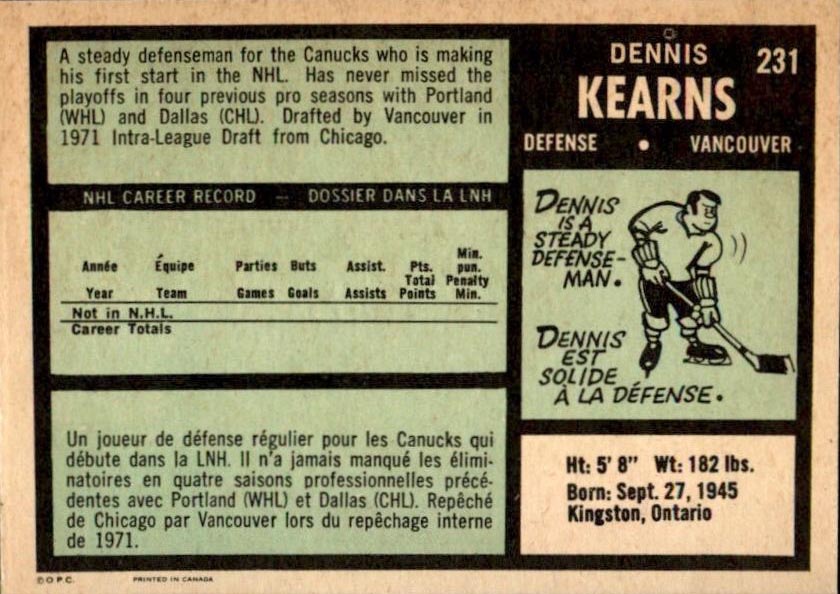 A steady defenseman for the Canucks who is making
his first start in the NHL. Has never missed the
playoffs in four previous pro seasons with Portland
(WHL) and Dallas (CHL). Drafted by Vancouver in
1971 Intra-League Draft from Chicago.
DENNIS 231
KEARNS
DEFENSE • VANCOUVER
NHL CAREER RECORD — DOSSIER DANS LA LNH
Année Équipe Parties Buts Assist. Pts. Total Min. pun. Penalty
Year Team Games Goals Assists Points Min.
Not in N.H.L.
Career Totals
DENNIS
IS A
STEADY
DEFENSE-
MAN.
DENNIS
EST
SOLIDE
À LA DÉFENSE.
Un joueur de défense régulier pour les Canucks qui
débute dans la LNH. Il n'a jamais manqué les élimi-
natoires en quatre saisons professionnelles précé-
dentes avec Portland (WHL) et Dallas (CHL). Repêché
de Chicago par Vancouver lors du repêchage interne
de 1971.
Ht: 5' 8" Wt: 182 lbs.
Born: Sept. 27, 1945
Kingston, Ontario
© O.P.C. PRINTED IN CANADA